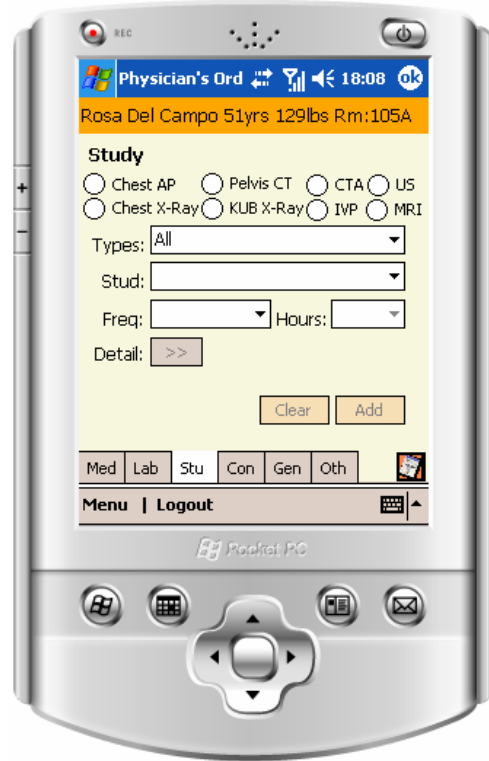 REC
Physician's Ord 18:08 ok
Rosa Del Campo 51yrs 129lbs Rm:105A
Study
Chest AP Pelvis CT CTA US
Chest X-Ray KUB X-Ray IVP MRI
Types: All
Stud:
Freq: Hours:
Detail: >>
Clear Add
Med Lab Stu Con Gen Oth
Menu | Logout
Pocket PC